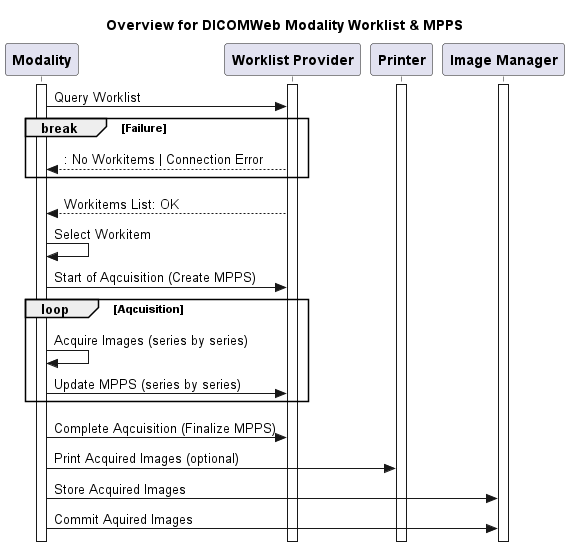 Overview for DICOMWeb Modality Worklist & MPPS
Modality
Worklist Provider
Printer
Image Manager
Query Worklist
break
[Failure]
: No Workitems | Connection Error
Workitems List: OK
Select Workitem
Start of Aqcuisition (Create MPPS)
loop
[Aqcuisition]
Acquire Images (series by series)
Update MPPS (series by series)
Complete Aqcuisition (Finalize MPPS)
Print Acquired Images (optional)
Store Acquired Images
Commit Aquired Images